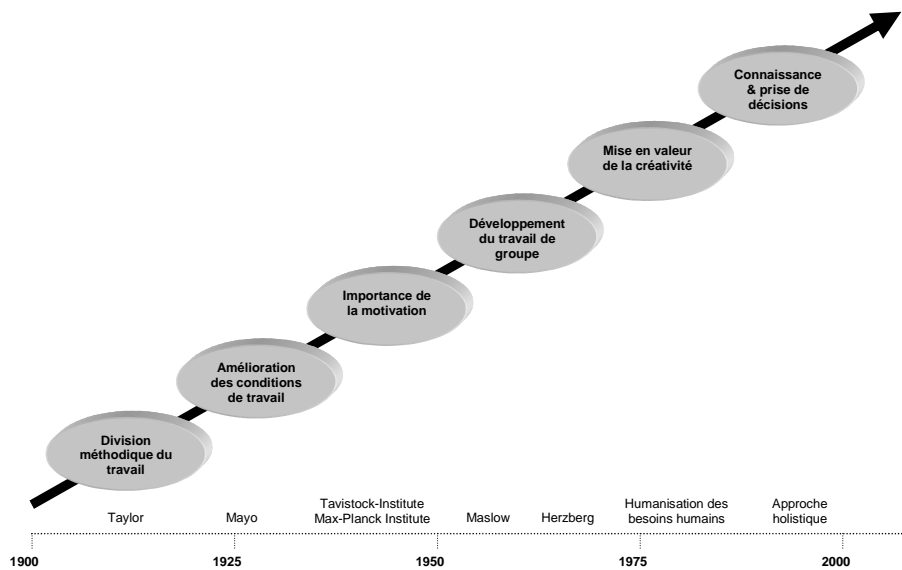 Connaissance
& prise de
décisions
Mise en valeur
de la créativité
Développement
du travail de
groupe
Importance de
la motivation
Amélioration
des conditions
de travail
Division
méthodique du
travail
Taylor
Mayo
Tavistock-Institute
Max-Planck Institute
Maslow
Herzberg
Humanisation des
besoins humains
Approche
holistique
1900
1925
1950
1975
2000